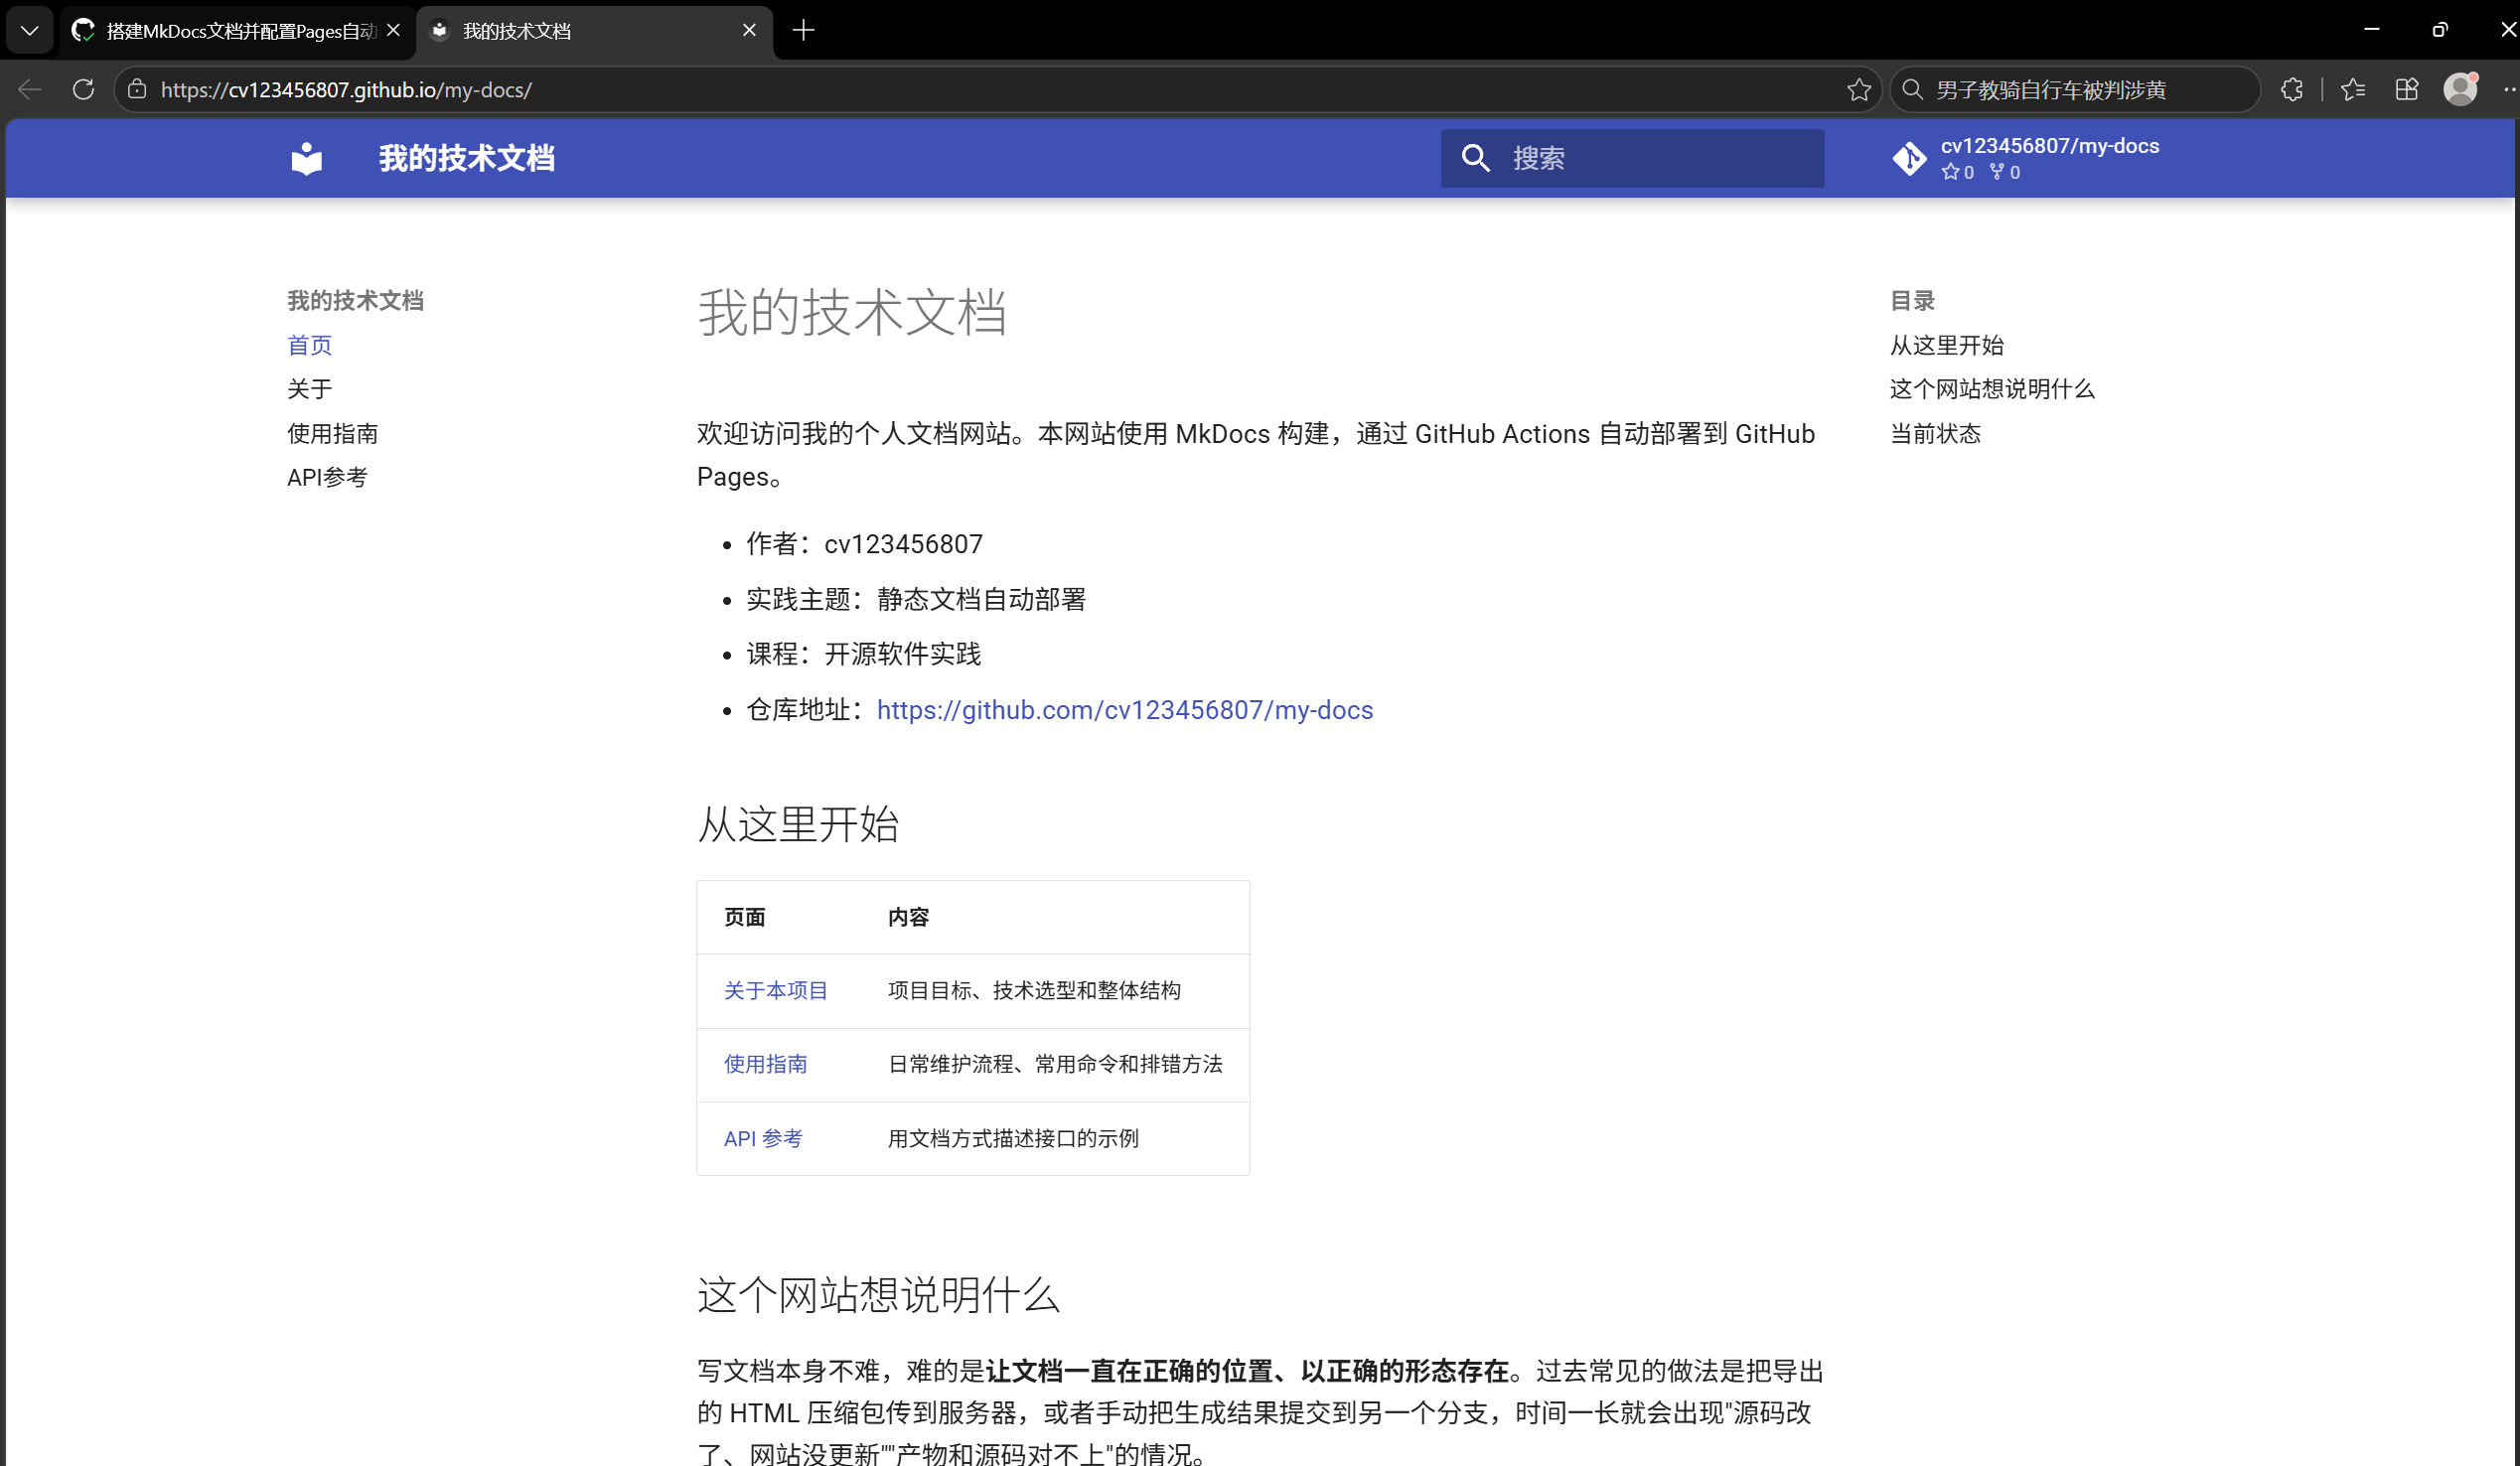 搭建MkDocs文档并配置Pages自动
我的技术文档
https://cv123456807.github.io/my-docs/
男子教骑自行车被判涉黄
我的技术文档
搜索
cv123456807/my-docs
0 0
我的技术文档
首页
关于
使用指南
API参考
我的技术文档
欢迎访问我的个人文档网站。本网站使用 MkDocs 构建，通过 GitHub Actions 自动部署到 GitHub
Pages。
• 作者：cv123456807
• 实践主题：静态文档自动部署
• 课程：开源软件实践
• 仓库地址：https://github.com/cv123456807/my-docs
从这里开始
页面 内容
关于本项目 项目目标、技术选型和整体结构
使用指南 日常维护流程、常用命令和排错方法
API 参考 用文档方式描述接口的示例
这个网站想说明什么
写文档本身不难，难的是让文档一直在正确的位置、以正确的形态存在。过去常见的做法是把导出
的 HTML 压缩包传到服务器，或者手动把生成结果提交到另一个分支，时间一长就会出现"源码改
了、网站没更新""产物和源码对不上"的情况。
目录
从这里开始
这个网站想说明什么
当前状态